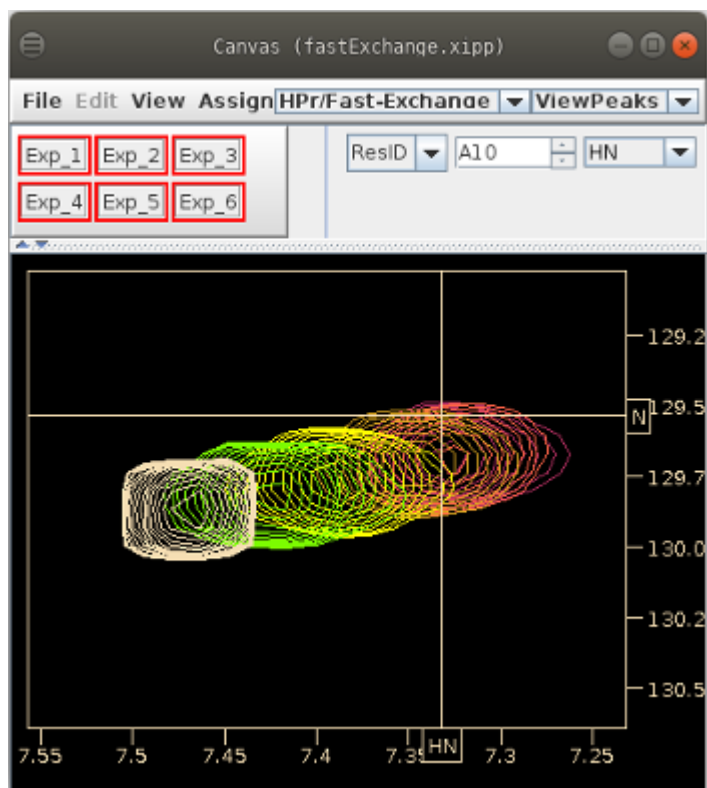 Canvas (fastExchange.xipp)
File Edit View Assign HPr/Fast-Exchange ViewPeaks
Exp_1 Exp_2 Exp_3 ResID A10 HN
Exp_4 Exp_5 Exp_6
129.2
129.5
N
129.7
130.0
130.2
130.5
7.55 7.5 7.45 7.4 7.35 HN 7.3 7.25